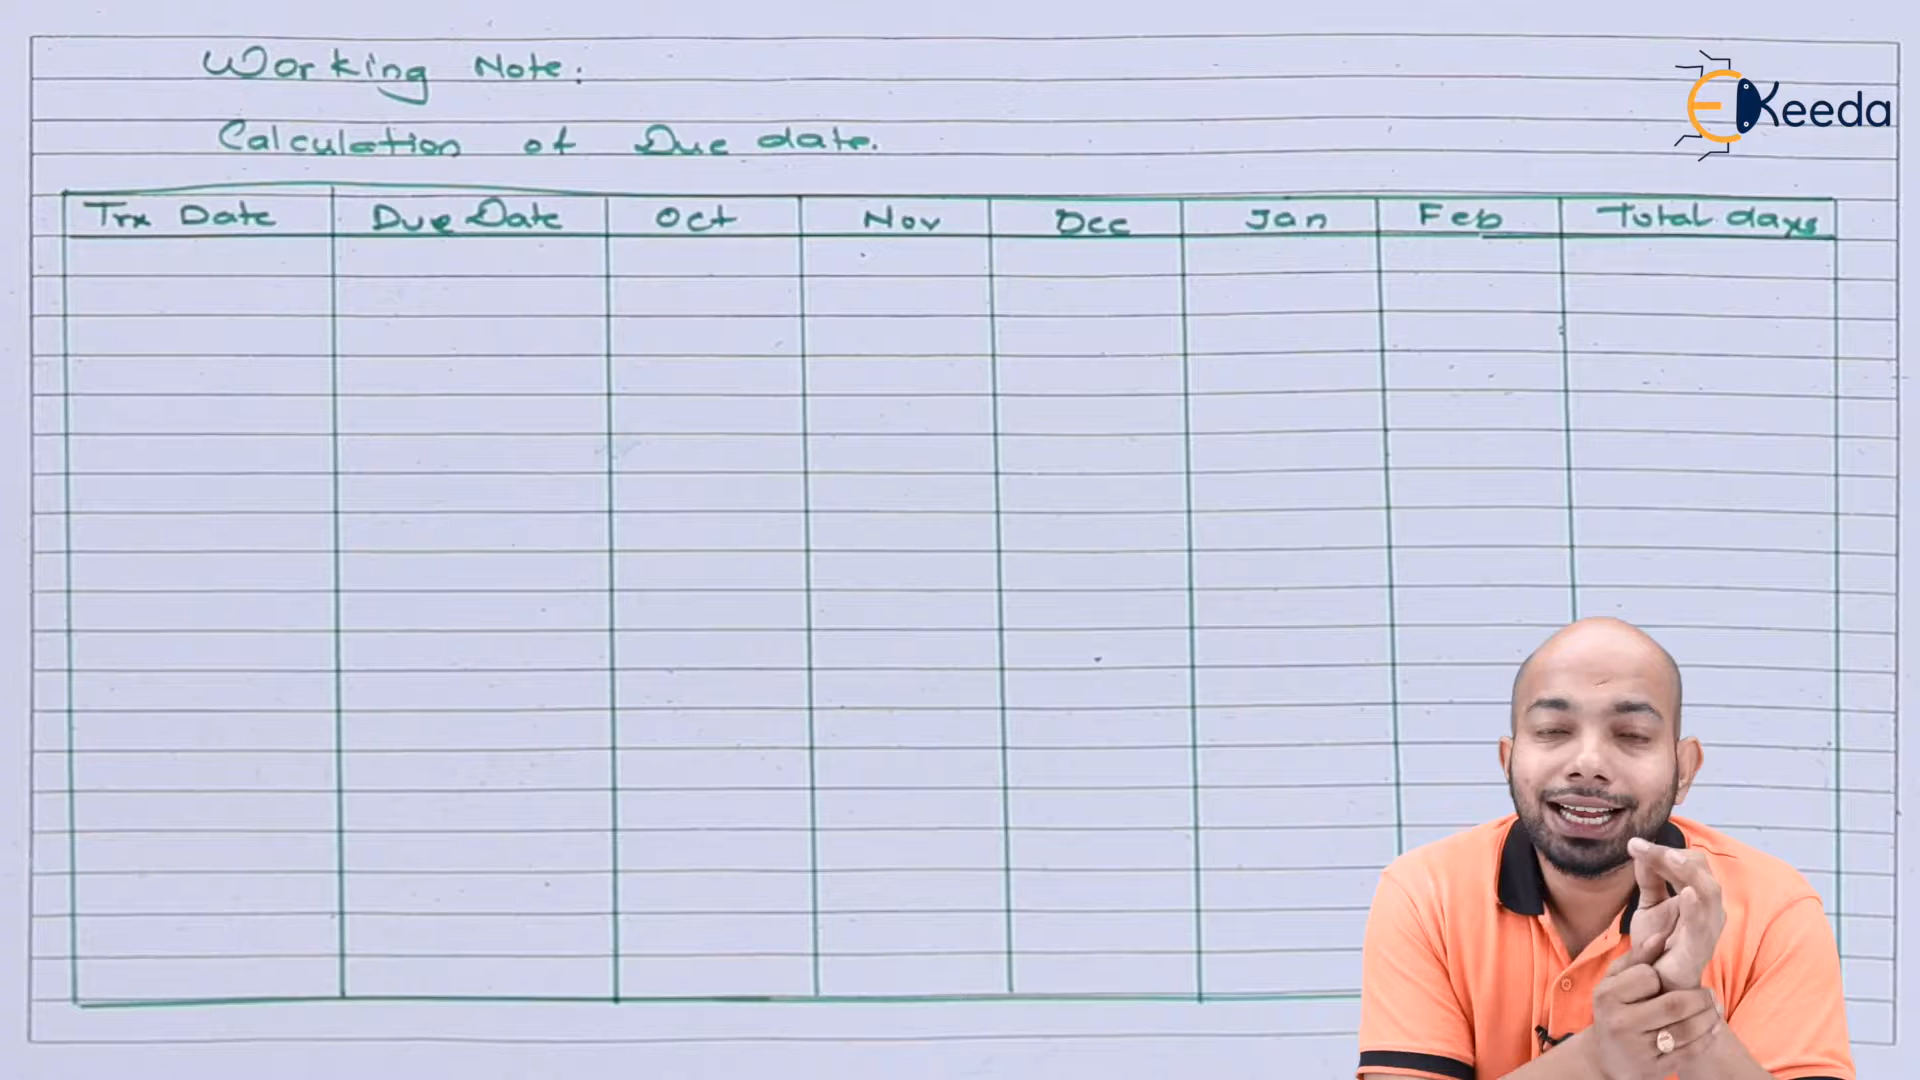 Working Note:
EKeeda
Calculation of Due date.
Trx Date Due Date Oct Nov Dec Jan Feb Total days